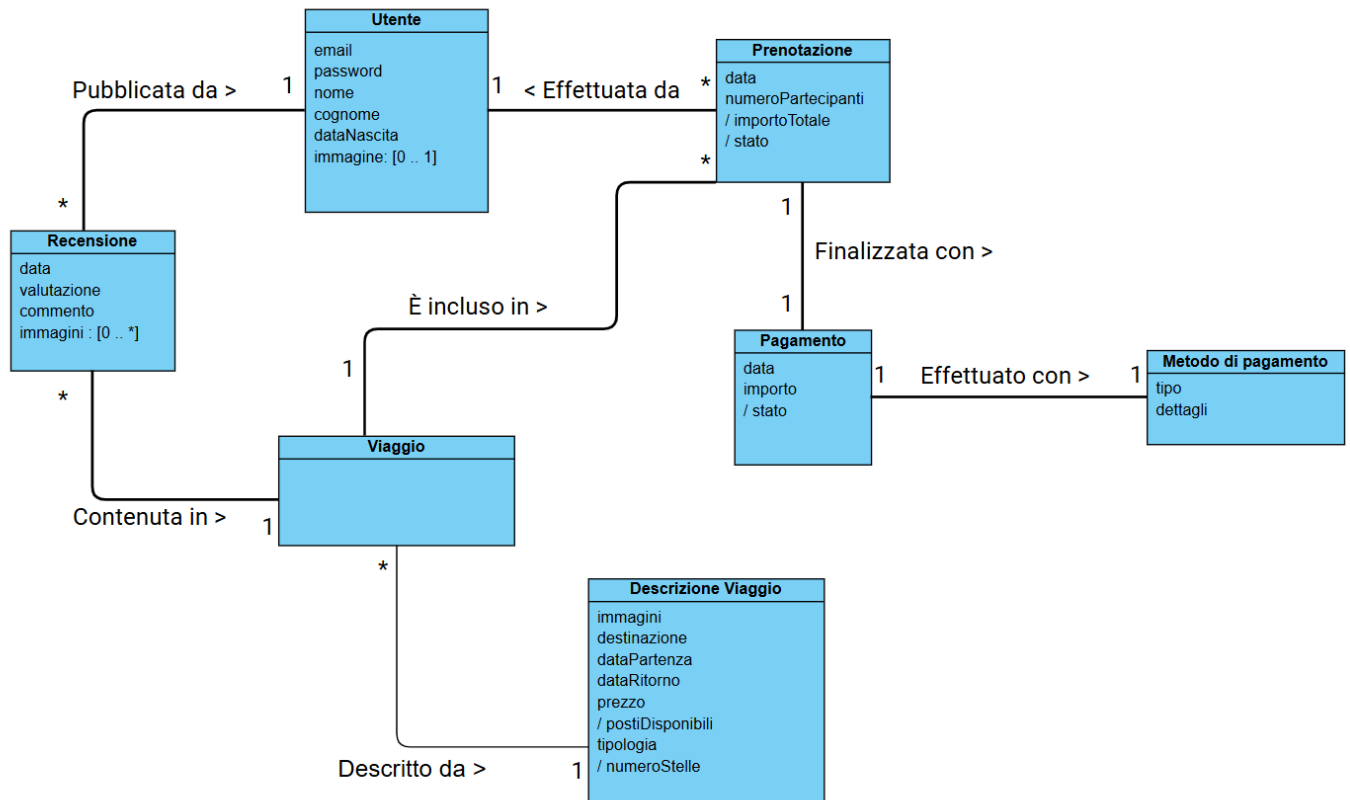 Utente
email
password
nome
cognome
dataNascita
immagine: [0 .. 1]
Prenotazione
data
numeroPartecipanti
/ importoTotale
/ stato
Pubblicata da >
1
*
1
< Effettuata da
*
*
Recensione
data
valutazione
commento
immagini : [0 .. *]
1
Finalizzata con >
1
È incluso in >
1
Pagamento
data
importo
/ stato
1
Effettuato con >
1
Metodo di pagamento
tipo
dettagli
*
Contenuta in >
1
Viaggio
*
Descritto da >
1
Descrizione Viaggio
immagini
destinazione
dataPartenza
dataRitorno
prezzo
/ postiDisponibili
tipologia
/ numeroStelle